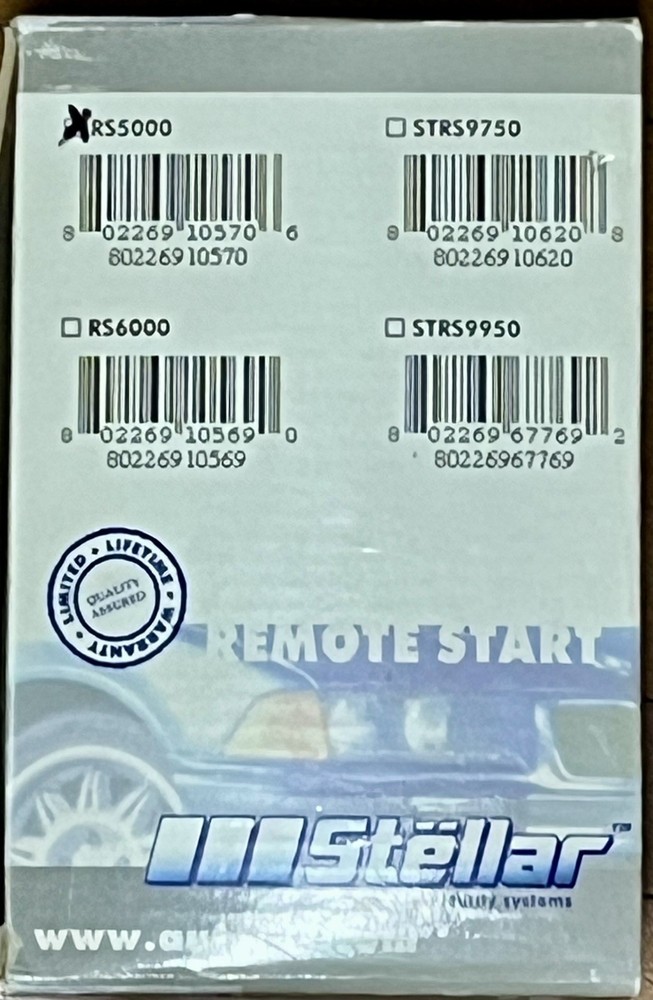 RS5000
8 02269 10570 6
80226910570
STRS9750
8 02269 10620 8
80226910620
RS6000
8 02269 10569 0
80226910569
STRS9950
8 02269 67769 2
80226967769
LIMITED • LIFETIME • WARRANTY •
QUALITY
ASSURED
REMOTE START
Stëllar
systems